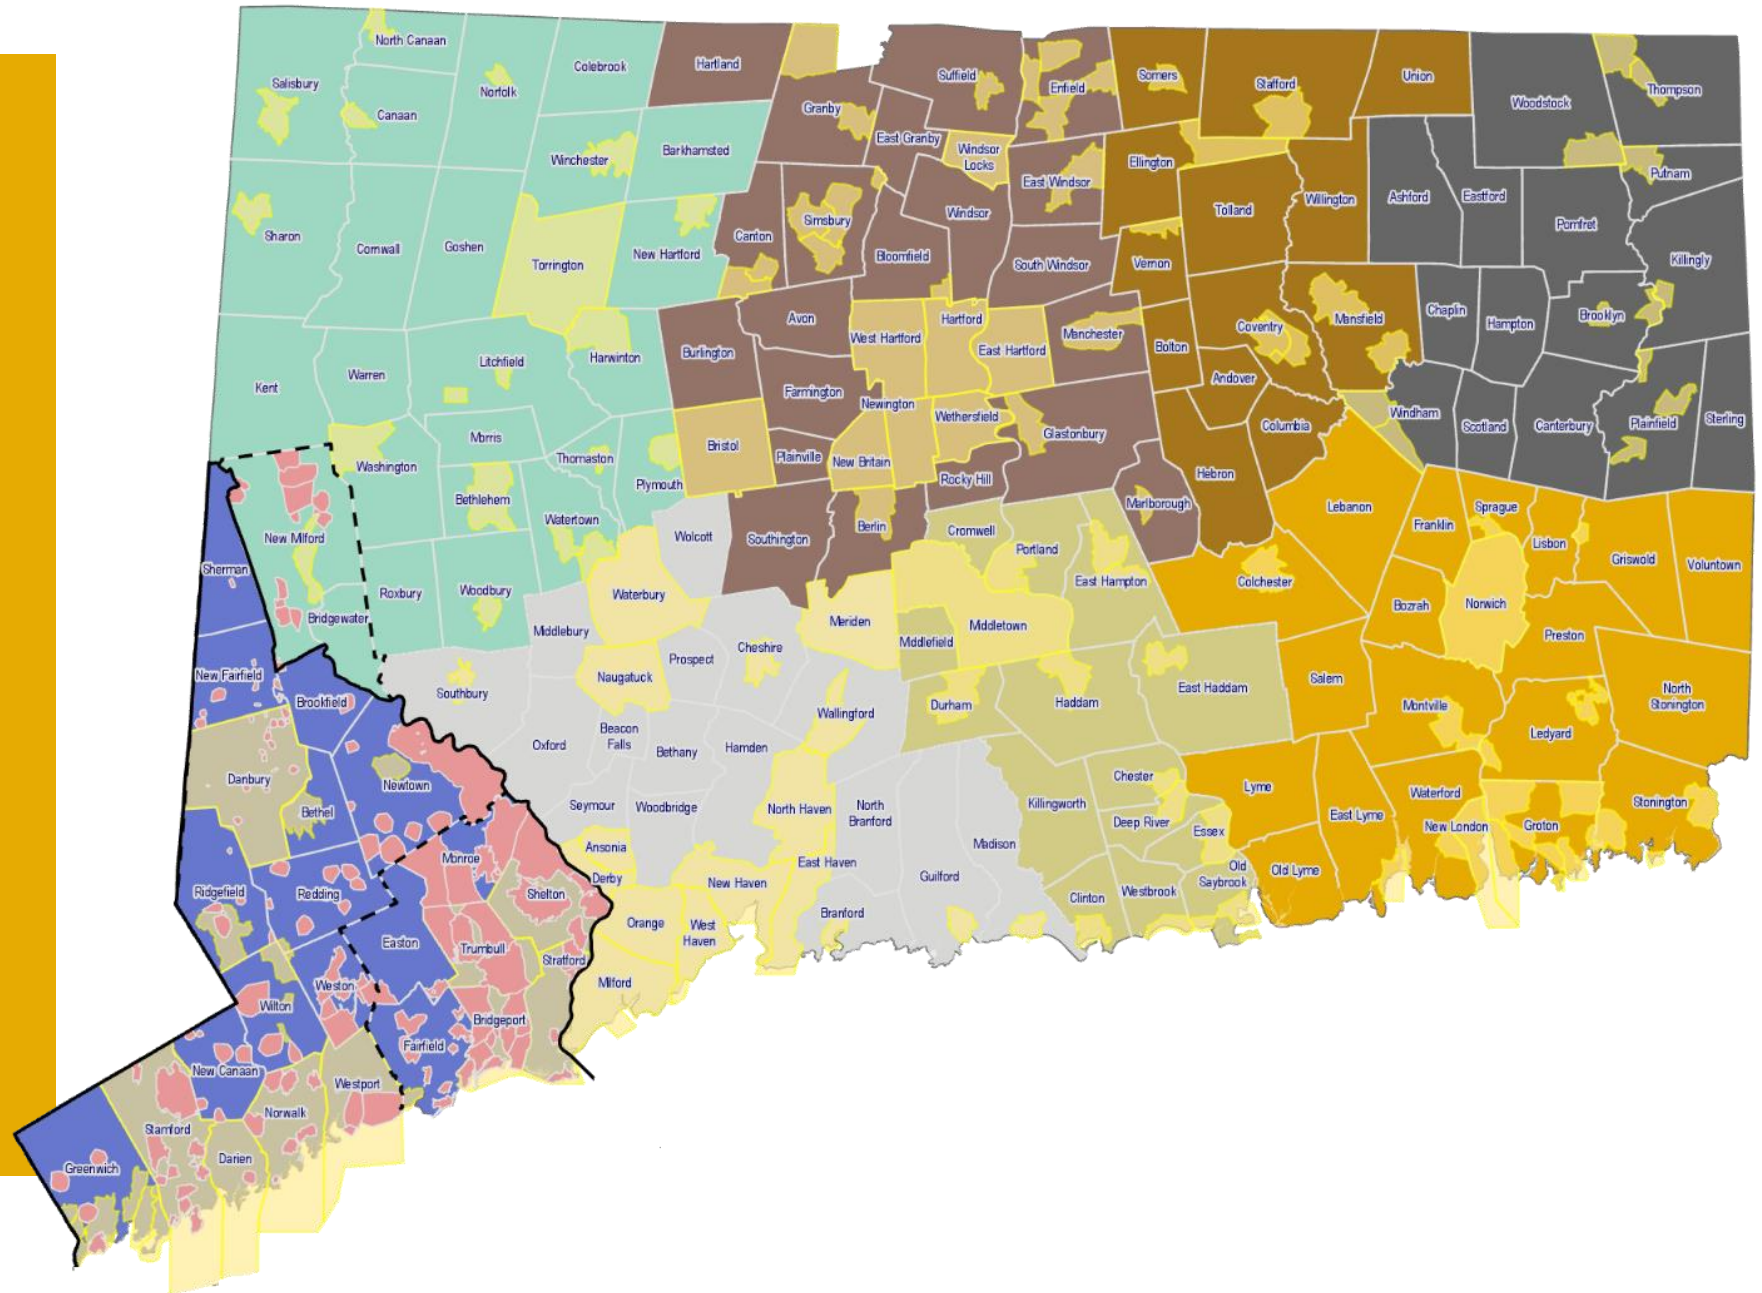 North Canaan
Salisbury
Canaan
Norfolk
Colebrook
Hartland
Granby
Suffield
Enfield
Somers
Stafford
Union
Woodstock
Thompson
Winchester
Barkhamsted
East Granby
Windsor
Locks
East Windsor
Ellington
Tolland
Willington
Ashford
Eastford
Putnam
Pomfret
Sharon
Cornwall
Goshen
Torrington
New Hartford
Canton
Simsbury
Bloomfield
Windsor
South Windsor
Vernon
Killingly
Kent
Warren
Litchfield
Harwinton
Burlington
Avon
West Hartford
Hartford
East Hartford
Manchester
Bolton
Coventry
Mansfield
Chaplin
Hampton
Brooklyn
Andover
Farmington
Newington
Wethersfield
Glastonbury
Columbia
Windham
Scotland
Canterbury
Plainfield
Sterling
Morris
Washington
Bethlehem
Thomaston
Plymouth
Bristol
Plainville
New Britain
Rocky Hill
Hebron
Marlborough
Lebanon
Franklin
Sprague
Lisbon
Griswold
Voluntown
New Milford
Watertown
Wolcott
Southington
Berlin
Cromwell
Portland
East Hampton
Colchester
Bozrah
Norwich
Preston
Sherman
Bridgewater
Roxbury
Woodbury
Waterbury
Middlebury
Meriden
Middlefield
Middletown
New Fairfield
Brookfield
Southbury
Naugatuck
Prospect
Cheshire
Wallingford
Durham
Haddam
East Haddam
Salem
Montville
Ledyard
North
Stonington
Danbury
Bethel
Newtown
Oxford
Beacon
Falls
Bethany
Hamden
Seymour
Woodbridge
North Haven
North
Branford
Madison
Killingworth
Chester
Deep River
Essex
Lyme
East Lyme
Waterford
New London
Groton
Stonington
Ridgefield
Redding
Monroe
Shelton
Ansonia
Derby
New Haven
East Haven
Guilford
Clinton
Westbrook
Old
Saybrook
Old Lyme
Easton
Trumbull
Stratford
Orange
West
Haven
Branford
Wilton
Weston
Bridgeport
Milford
New Canaan
Fairfield
Westport
Norwalk
Stamford
Darien
Greenwich